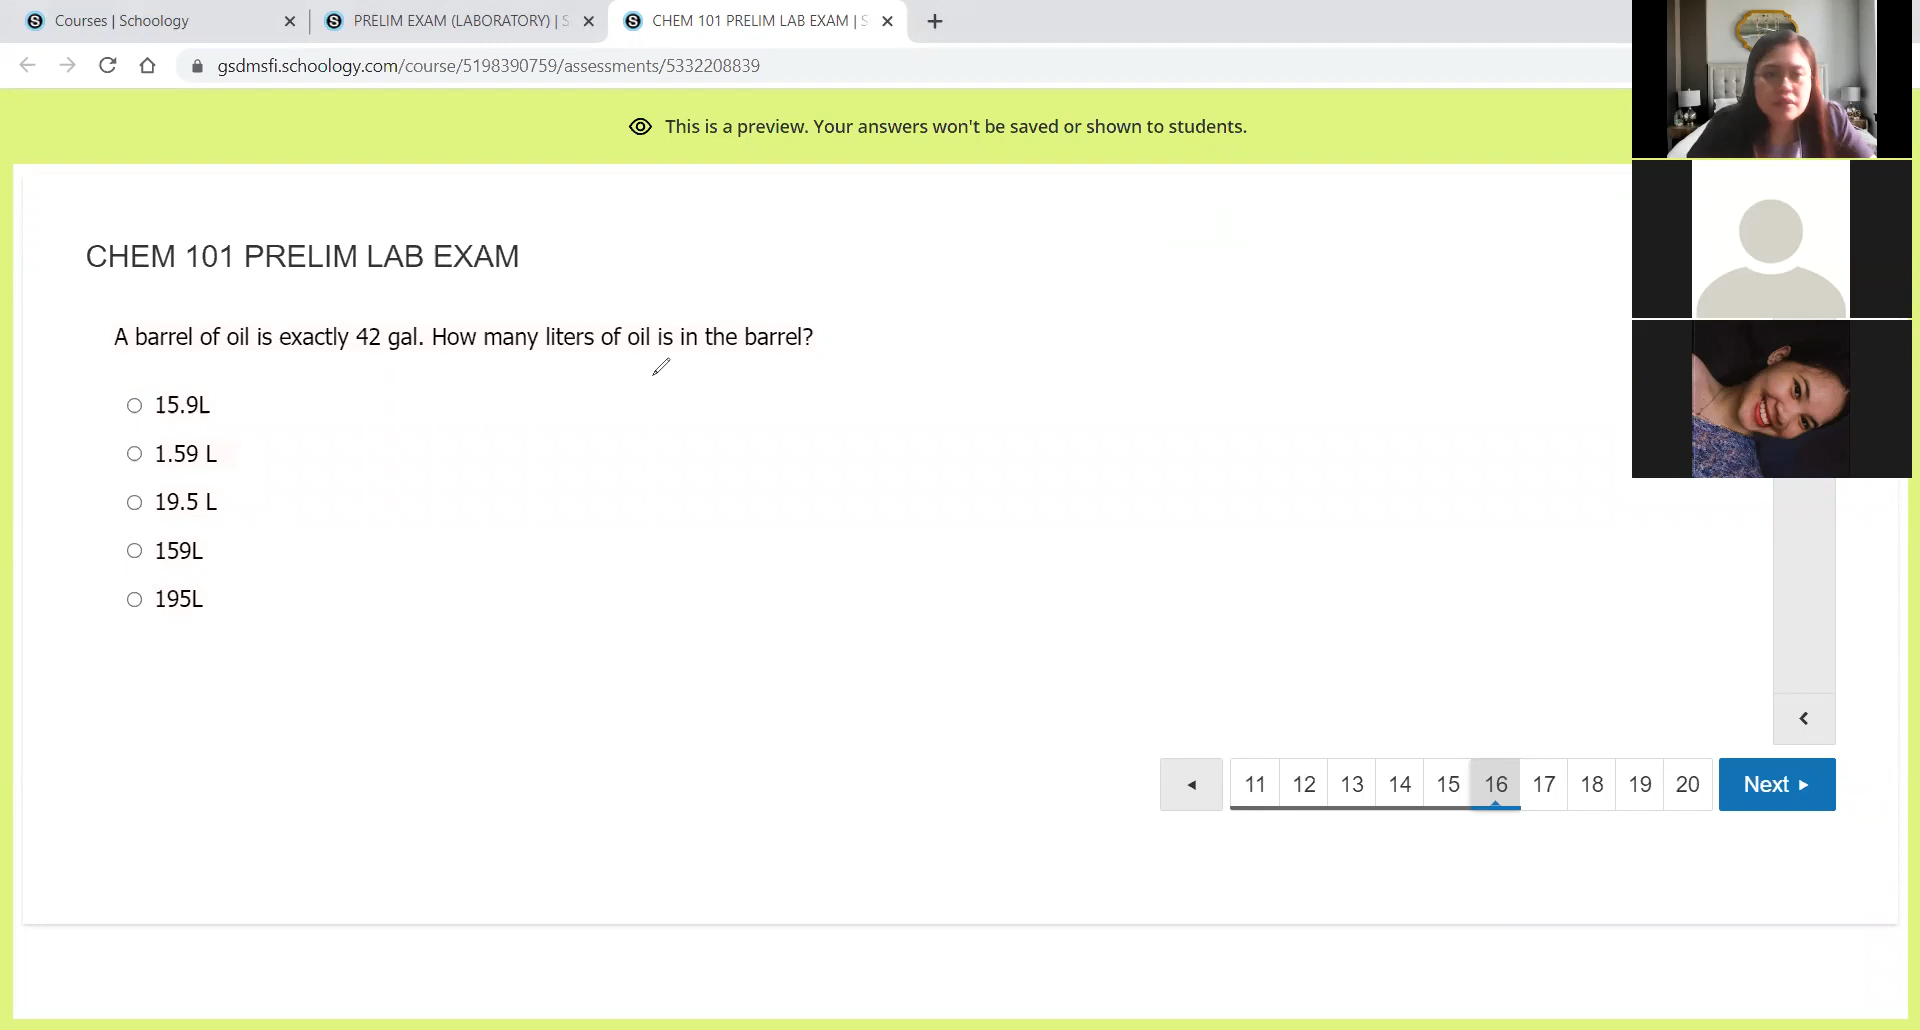 Courses | Schoology
PRELIM EXAM (LABORATORY) | S
CHEM 101 PRELIM LAB EXAM | S
gsdmsfi.schoology.com/course/5198390759/assessments/5332208839
This is a preview. Your answers won't be saved or shown to students.
CHEM 101 PRELIM LAB EXAM
A barrel of oil is exactly 42 gal. How many liters of oil is in the barrel?
15.9L
1.59 L
19.5 L
159L
195L
11 12 13 14 15 16 17 18 19 20 Next